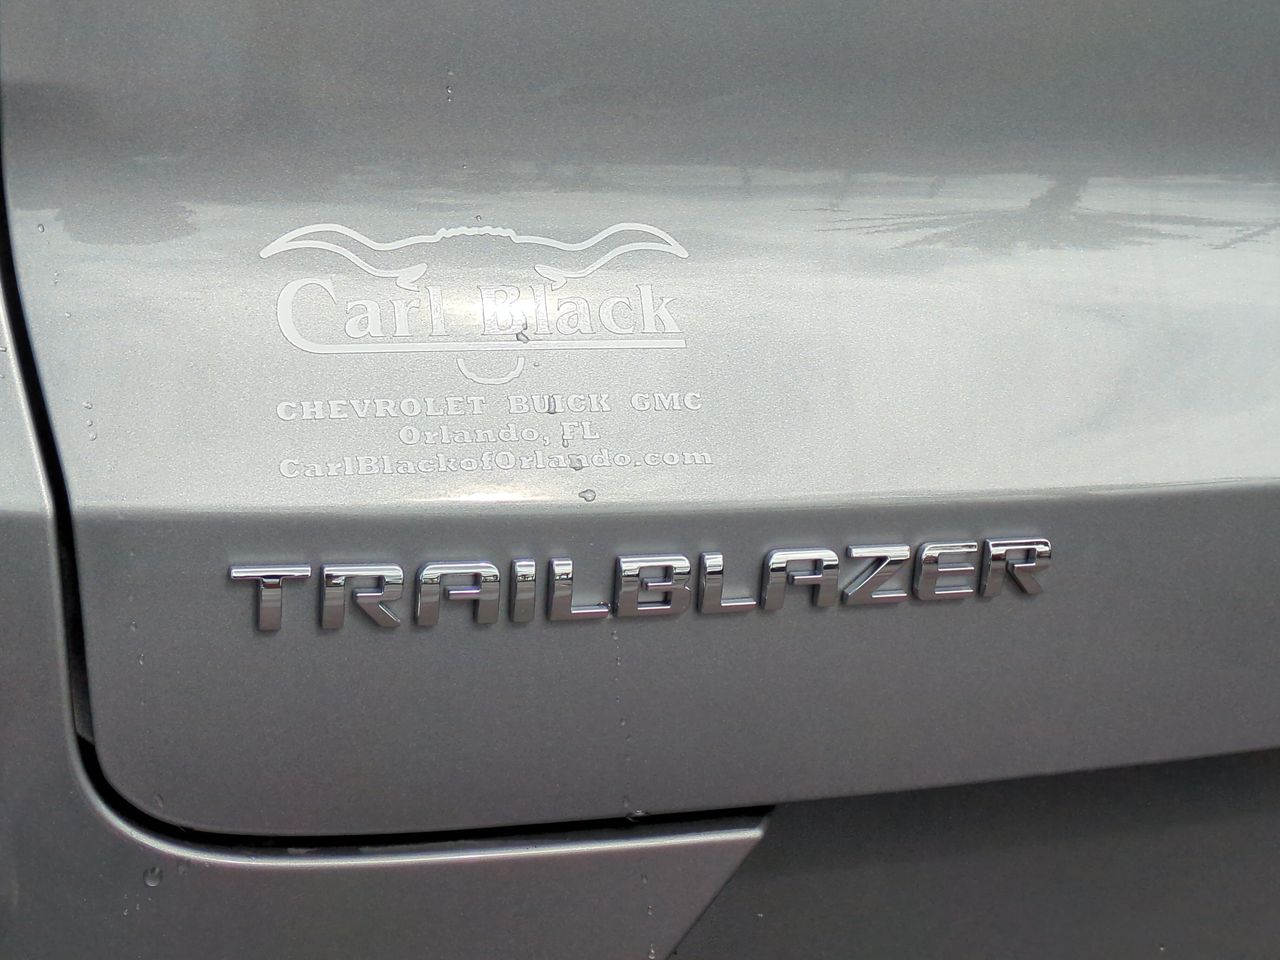 Carl Black
CHEVROLET BUICK GMC
Orlando, FL
CarlBlackofOrlando.com
TRAILBLAZER